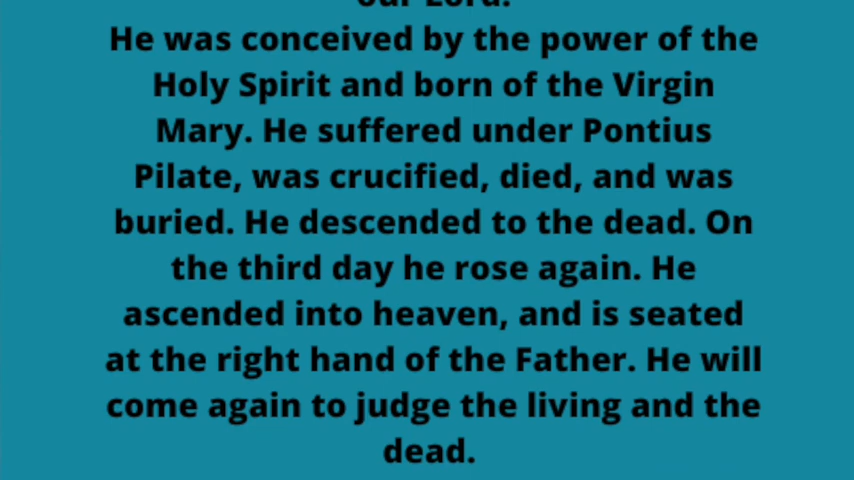 our Lord.
He was conceived by the power of the
Holy Spirit and born of the Virgin
Mary. He suffered under Pontius
Pilate, was crucified, died, and was
buried. He descended to the dead. On
the third day he rose again. He
ascended into heaven, and is seated
at the right hand of the Father. He will
come again to judge the living and the
dead.